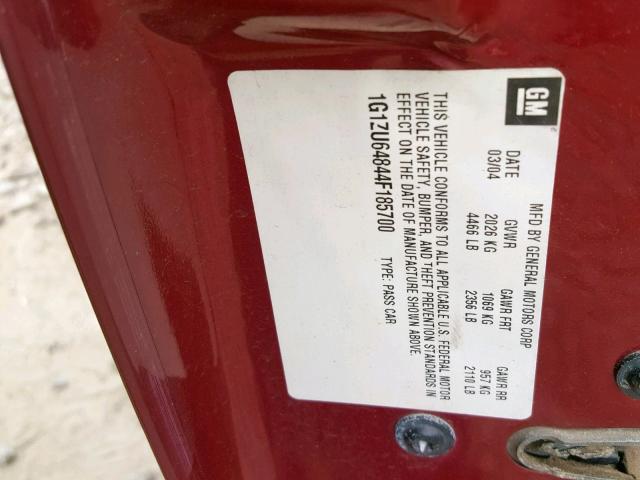 GM
MFD BY GENERAL MOTORS CORP
DATE GVWR GAWR FRT GAWR RR
03/04 2026 KG 1069 KG 957 KG
4466 LB 2356 LB 2110 LB
THIS VEHICLE CONFORMS TO ALL APPLICABLE U.S. FEDERAL MOTOR
VEHICLE SAFETY, BUMPER, AND THEFT PREVENTION STANDARDS IN
EFFECT ON THE DATE OF MANUFACTURE SHOWN ABOVE.
1G1ZU64844F185700 TYPE: PASS CAR